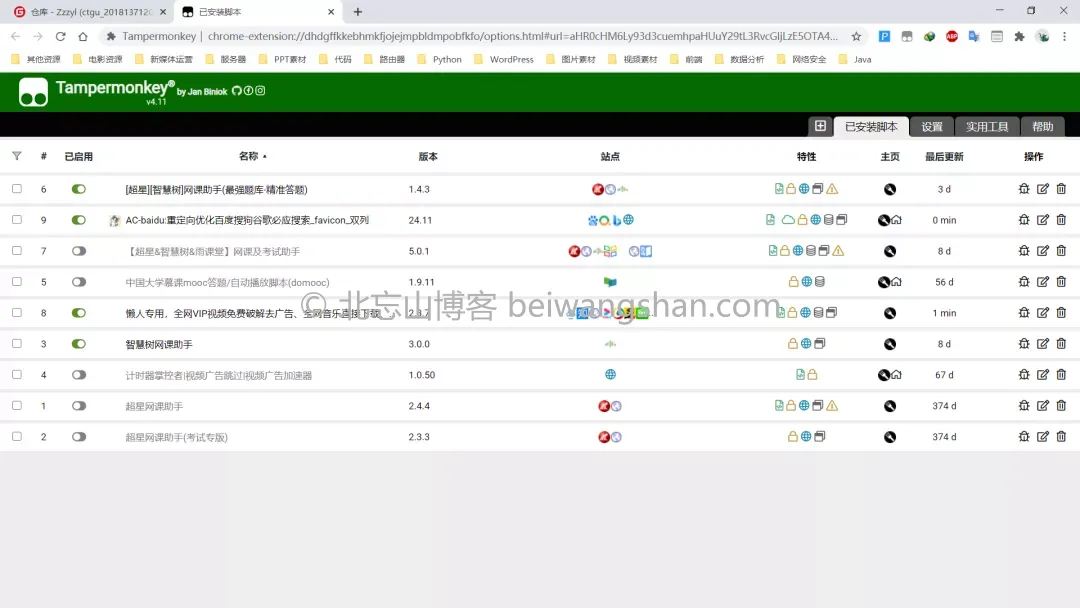 仓库 - Zzzyl (ctgu_201813712
已安装脚本
Tampermonkey | chrome-extension://dhdgffkkebhmkfjojejmpbldmpobfkfo/options.html#url=aHR0cHM6Ly93d3cuemhpaHUuY29tL3RvcGljLzE5OTA4...
其他资源 电影资源 新媒体运营 服务器 PPT素材 代码 路由器 Python WordPress 图片素材 视频素材 前端 数据分析 网络安全 Java
Tampermonkey® by Jan Biniok
v4.11
已安装脚本 设置 实用工具 帮助
# 已启用 名称 版本 站点 特性 主页 最后更新 操作
6 [超星][智慧树]网课助手(最强题库·精准答题) 1.4.3 3 d
9 AC-baidu:重定向优化百度搜狗谷歌必应搜索_favicon_双列 24.11 0 min
7 【超星&智慧树&雨课堂】网课及考试助手 5.0.1 8 d
5 中国大学慕课mooc答题/自动播放脚本(domooc) 1.9.11 56 d
© 北忘山博客 beiwangshan.com
8 懒人专用，全网VIP视频免费破解去广告、全网音乐直接下载 1 min
3 智慧树网课助手 3.0.0 8 d
4 计时器掌控者|视频广告跳过|视频广告加速器 1.0.50 67 d
1 超星网课助手 2.4.4 374 d
2 超星网课助手(考试专版) 2.3.3 374 d